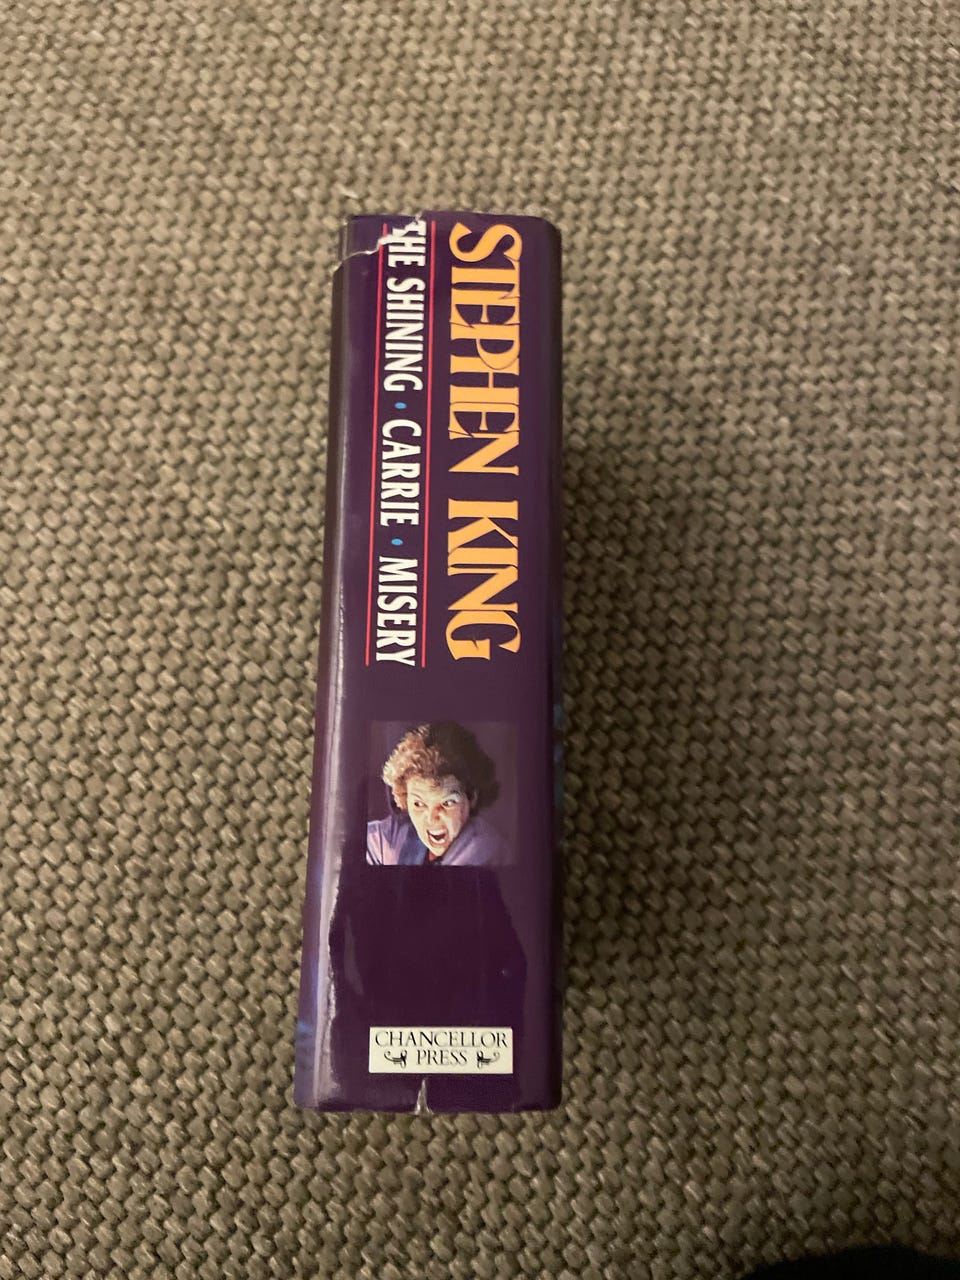 STEPHEN KING
THE SHINING • CARRIE • MISERY
CHANCELLOR
PRESS